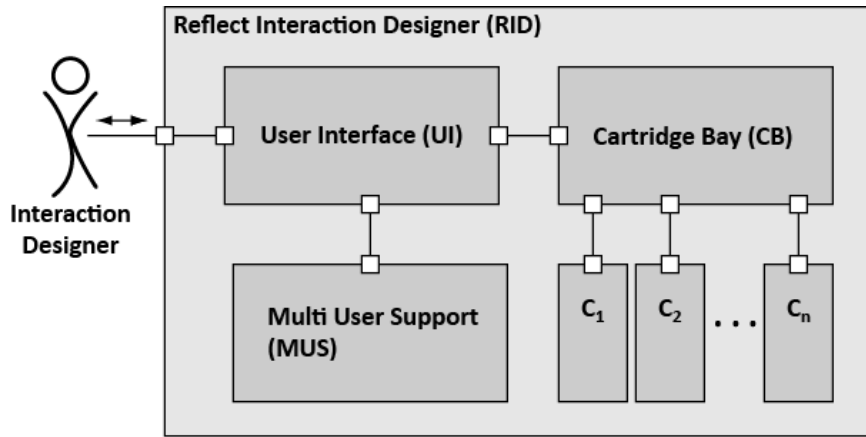 Reflect Interaction Designer (RID)
User Interface (UI)
Cartridge Bay (CB)
Interaction
Designer
Multi User Support
(MUS)
C₁
C₂
. . .
Cₙ